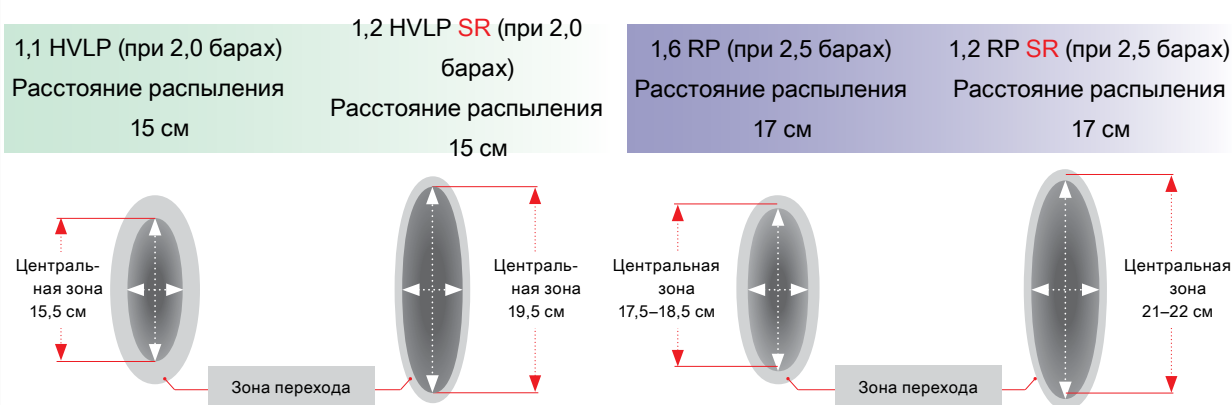 1,1 HVLP (при 2,0 барах)
Расстояние распыления
15 см
1,2 HVLP SR (при 2,0
барах)
Расстояние распыления
15 см
1,6 RP (при 2,5 барах)
Расстояние распыления
17 см
1,2 RP SR (при 2,5 барах)
Расстояние распыления
17 см
Централь-
ная зона
15,5 см
Централь-
ная зона
19,5 см
Центральная
зона
17,5–18,5 см
Центральная
зона
21–22 см
Зона перехода
Зона перехода